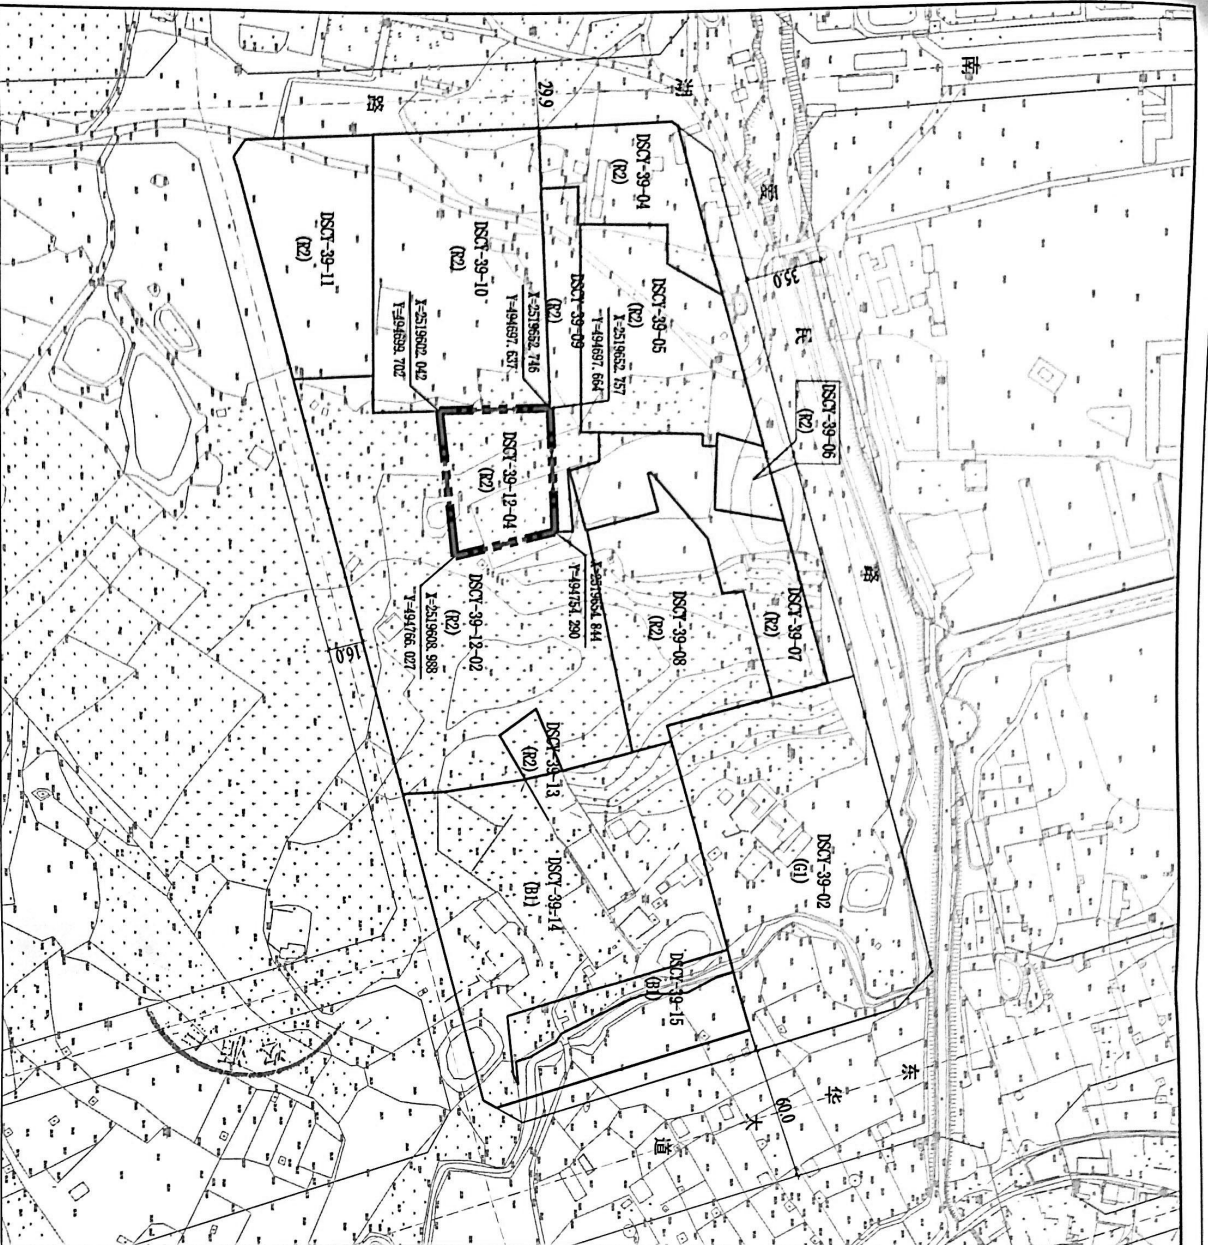 南
湖
路
29.9
爱
民
路
35.0
DSCY-39-04
(R2)
DSCY-39-05
(R2)
X=2519652.757
Y=494697.664
DSCY-39-06
(R2)
DSCY-39-09
(R2)
DSCY-39-10
(R2)
X=2519652.746
Y=494697.637
X=2519602.042
Y=494699.702
DSCY-39-11
(R2)
DSCY-39-12-04
(R2)
DSCY-39-07
(R2)
DSCY-39-08
(R2)
X=2519654.844
Y=494754.290
DSCY-39-12-02
(R2)
X=2519608.988
Y=494766.027
16.0
DSCY-39-13
(R2)
DSCY-39-02
(G1)
DSCY-39-14
(B1)
DSCY-39-15
(B1)
东
华
大
道
60.0